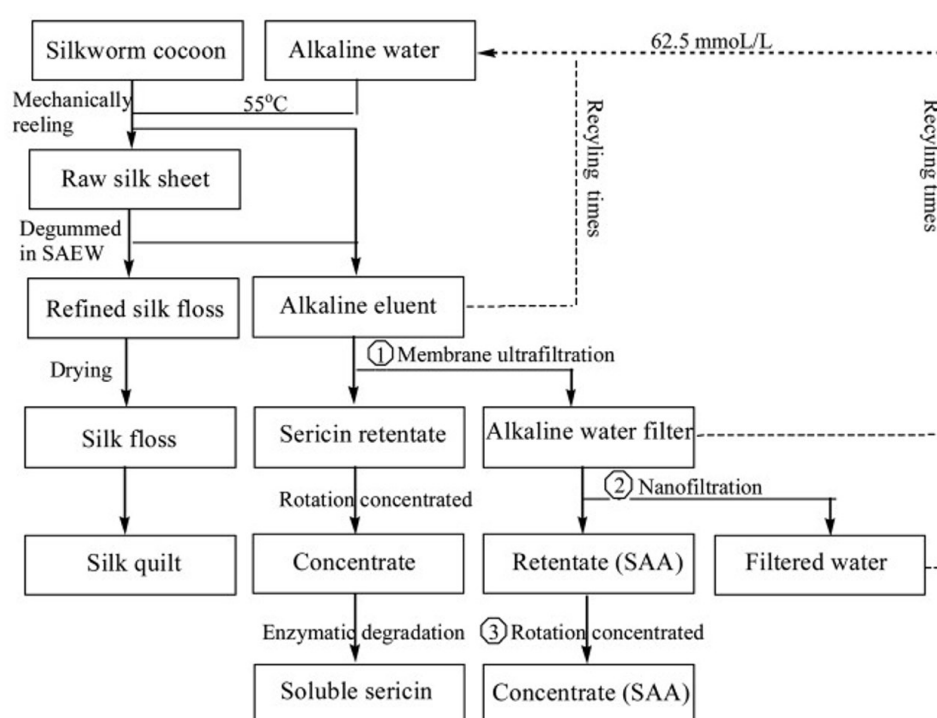 Silkworm cocoon
Alkaline water
62.5 mmoL/L
Mechanically
reeling
55°C
Recyling times
Recyling times
Raw silk sheet
Degummed
in SAEW
Refined silk floss
Alkaline eluent
① Membrane ultrafiltration
Drying
Silk floss
Sericin retentate
Alkaline water filter
Rotation concentrated
② Nanofiltration
Silk quilt
Concentrate
Retentate (SAA)
Filtered water
Enzymatic degradation
③ Rotation concentrated
Soluble sericin
Concentrate (SAA)